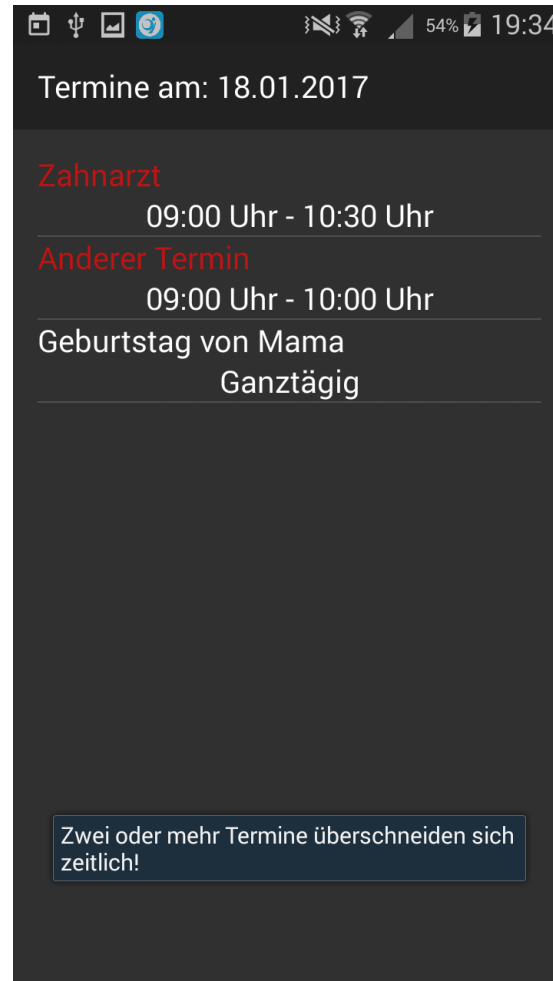 54% 19:34
Termine am: 18.01.2017
Zahnarzt
09:00 Uhr - 10:30 Uhr
Anderer Termin
09:00 Uhr - 10:00 Uhr
Geburtstag von Mama
Ganztägig
Zwei oder mehr Termine überschneiden sich
zeitlich!